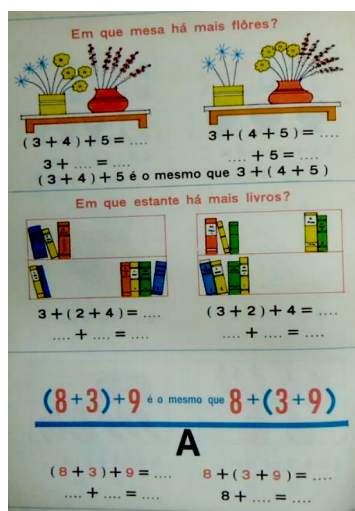 Em que mesa há mais flôres?
(3+4)+5= ....
3+ .... = ....
3+(4+5)= ....
.... +5= ....
(3+4)+5 é o mesmo que 3+(4+5)
Em que estante há mais livros?
3+(2+4)= ....
.... + .... = ....
(3+2)+4= ....
.... + .... = ....
(8+3)+9 é o mesmo que 8+(3+9)
A
(8+3)+9= ....
.... + .... = ....
8+(3+9)= ....
8+ .... = ....